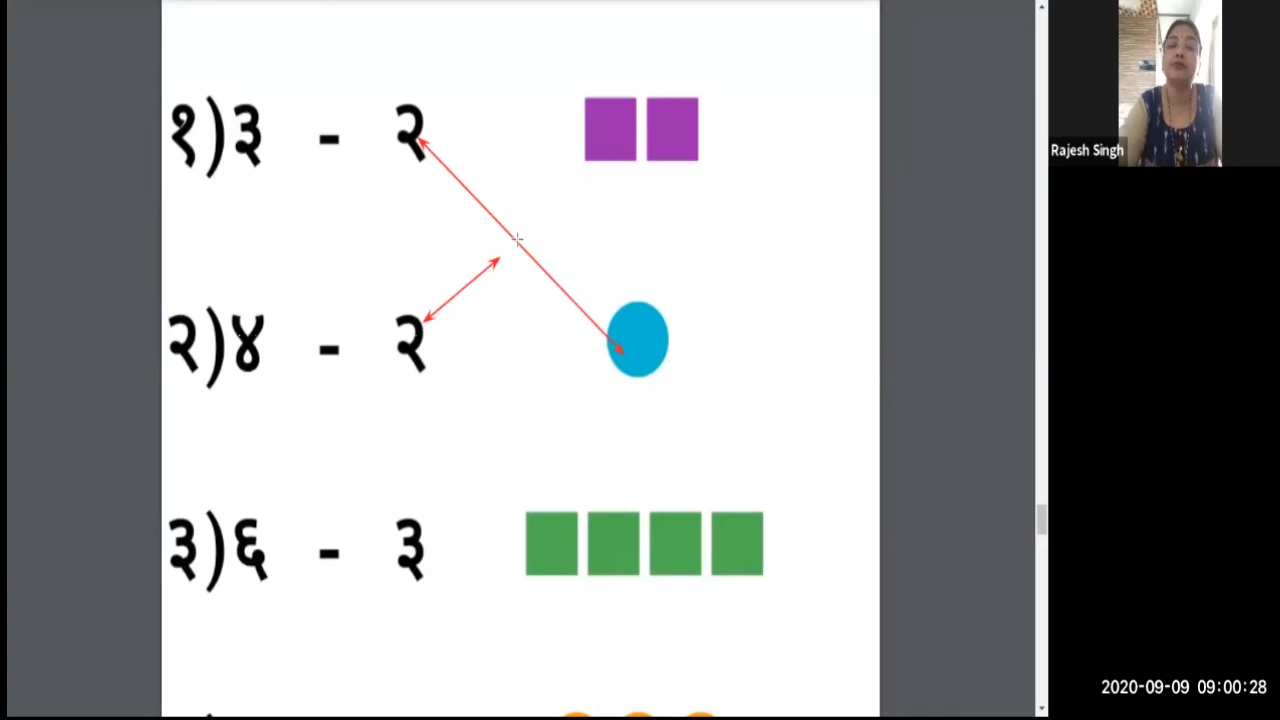 १)३ - २
२)४ - २
३)६ - ३
Rajesh Singh
2020-09-09 09:00:28